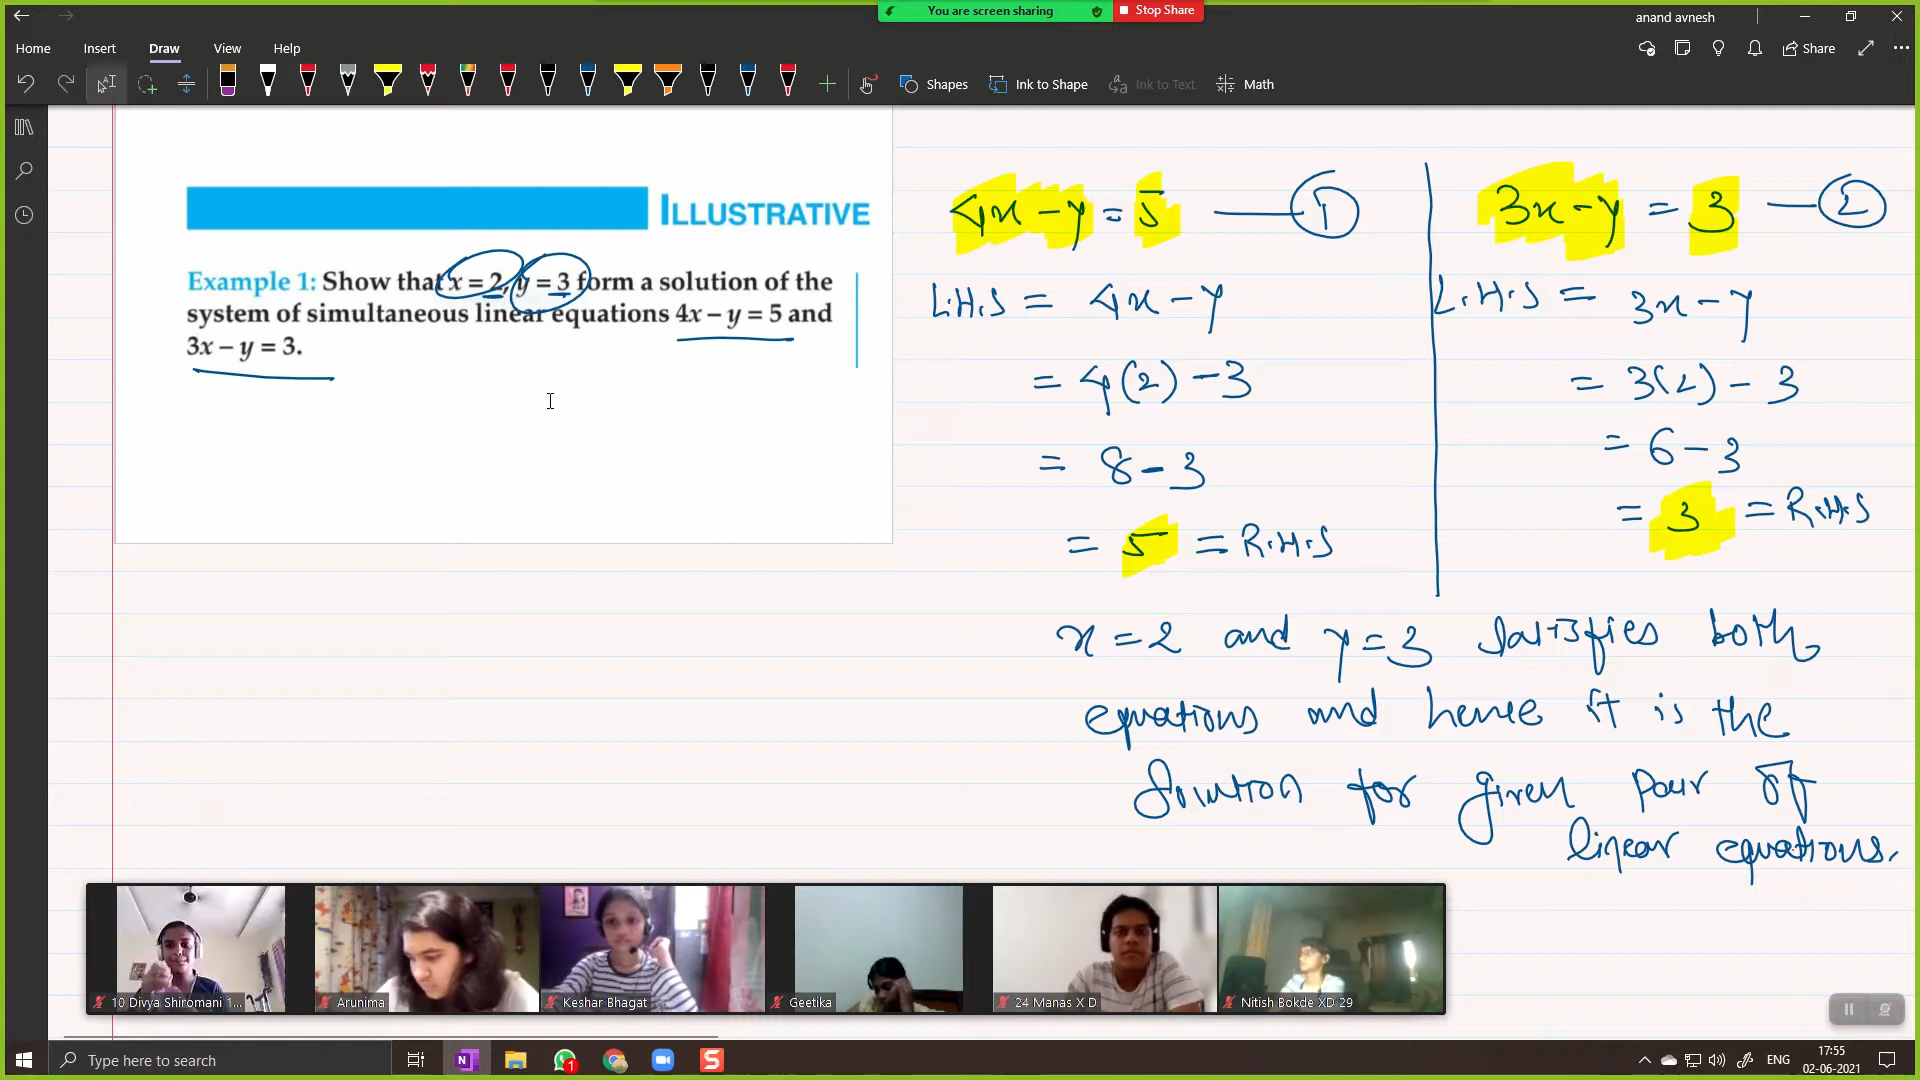 You are screen sharing
Stop Share
anand avnesh
Home Insert Draw View Help
Share
Shapes Ink to Shape Ink to Text Math
ILLUSTRATIVE
Example 1: Show that x = 2, y = 3 form a solution of the
system of simultaneous linear equations 4x – y = 5 and
3x – y = 3.
4x - y = 5 — 1
L.H.S = 4x - y
= 4(2) - 3
= 8 - 3
= 5 = R.H.S
3x - y = 3 — 2
L.H.S = 3x - y
= 3(2) - 3
= 6 - 3
= 3 = R.H.S
x = 2 and y = 3 satisfies both
equations and hence it is the
solution for given pair of
linear equations.
10 Divya Shiromani 1...
Arunima
Keshar Bhagat
Geetika
24 Manas X D
Nitish Bokde XD 29
Type here to search
1
ENG
17:55
02-06-2021